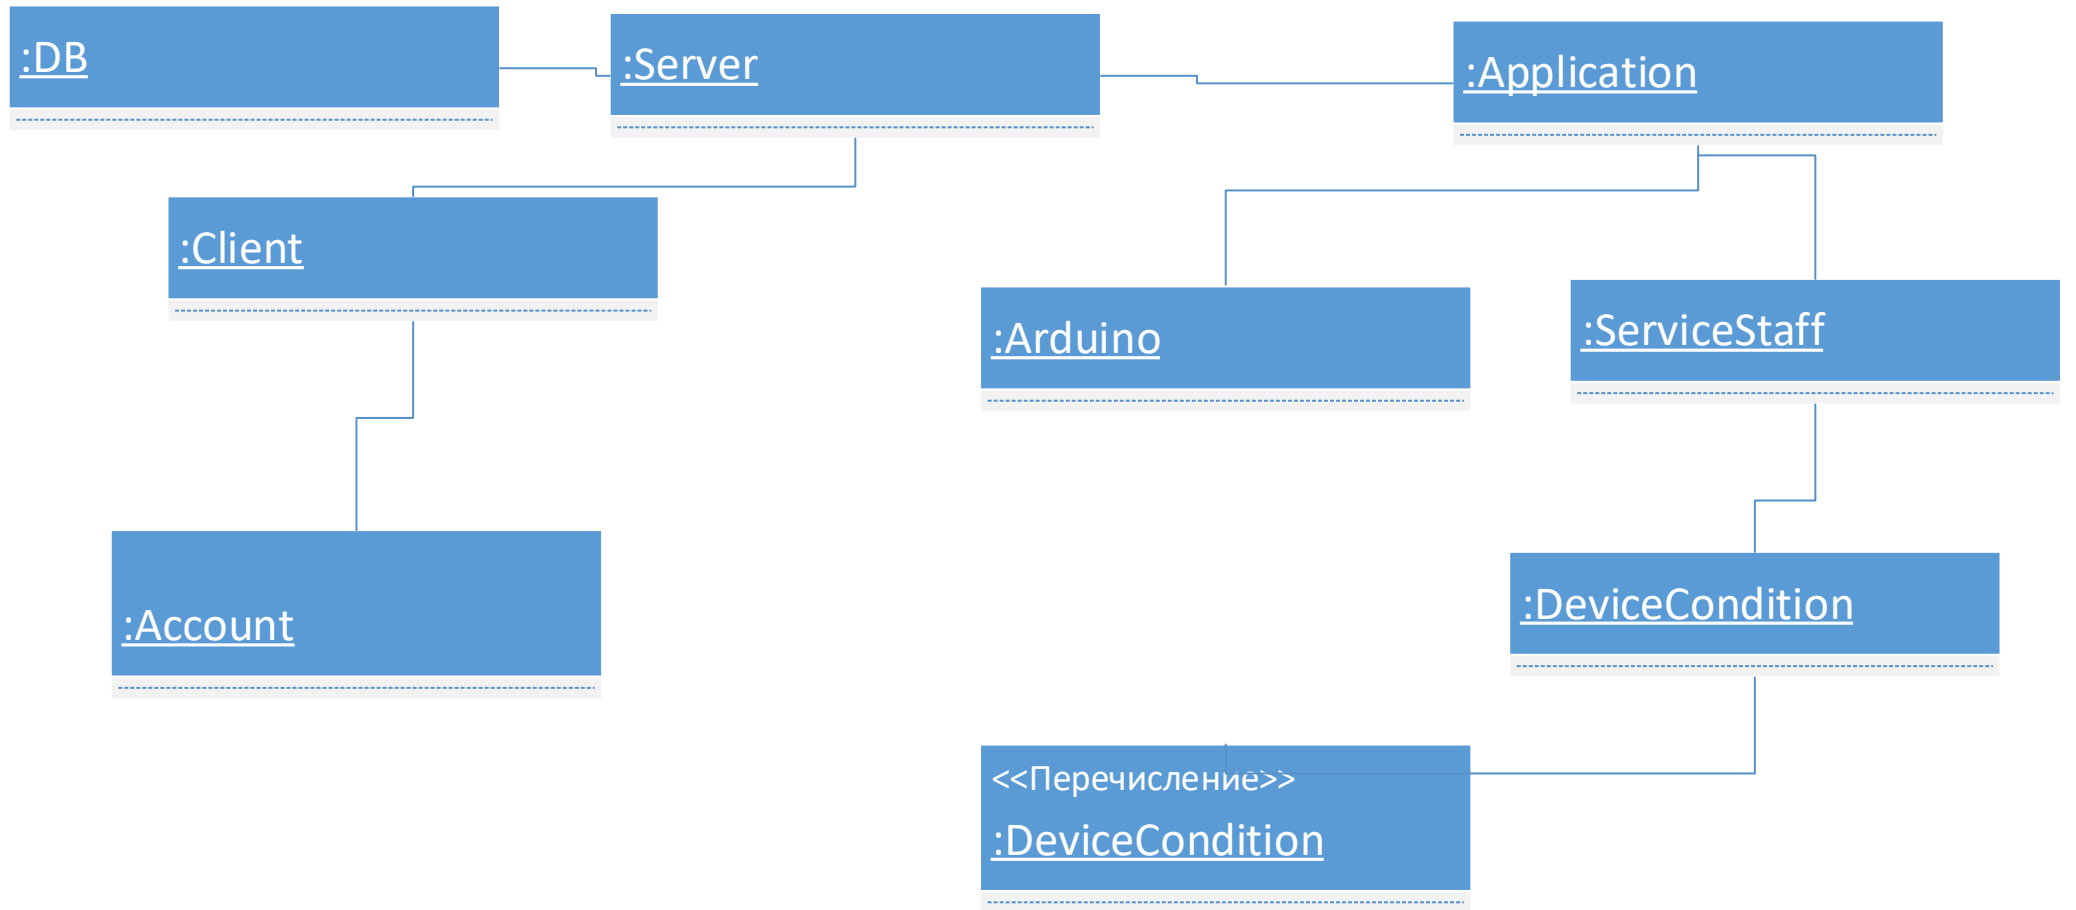 :DB
:Server
:Application
:Client
:Arduino
:ServiceStaff
:Account
:DeviceCondition
<<Перечисление>>
:DeviceCondition